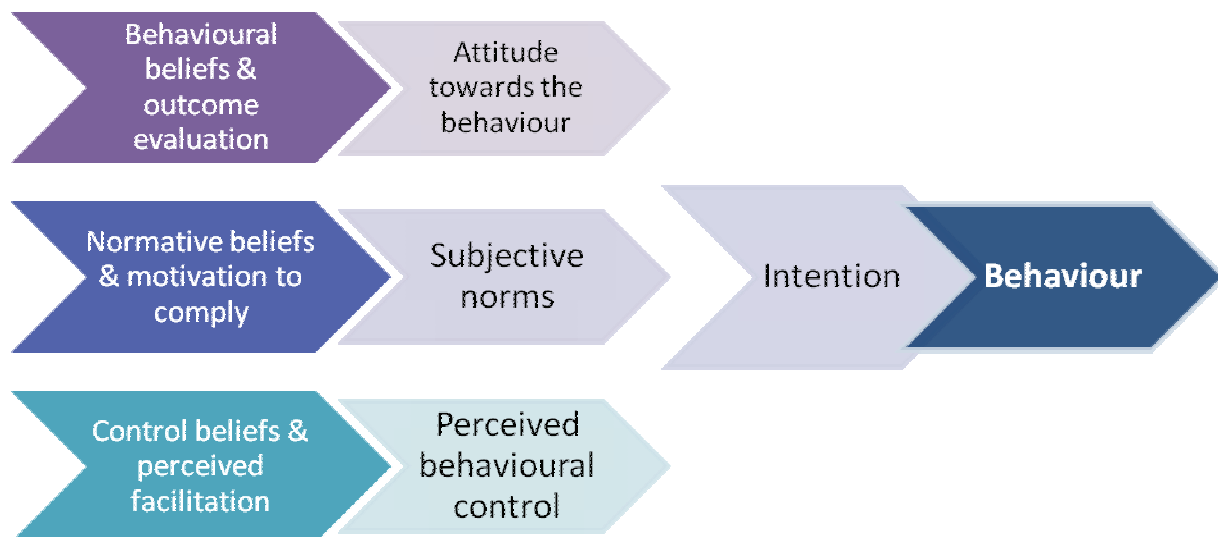 Behavioural
beliefs &
outcome
evaluation
Attitude
towards the
behaviour
Normative beliefs
& motivation to
comply
Subjective
norms
Intention
Behaviour
Control beliefs &
perceived
facilitation
Perceived
behavioural
control